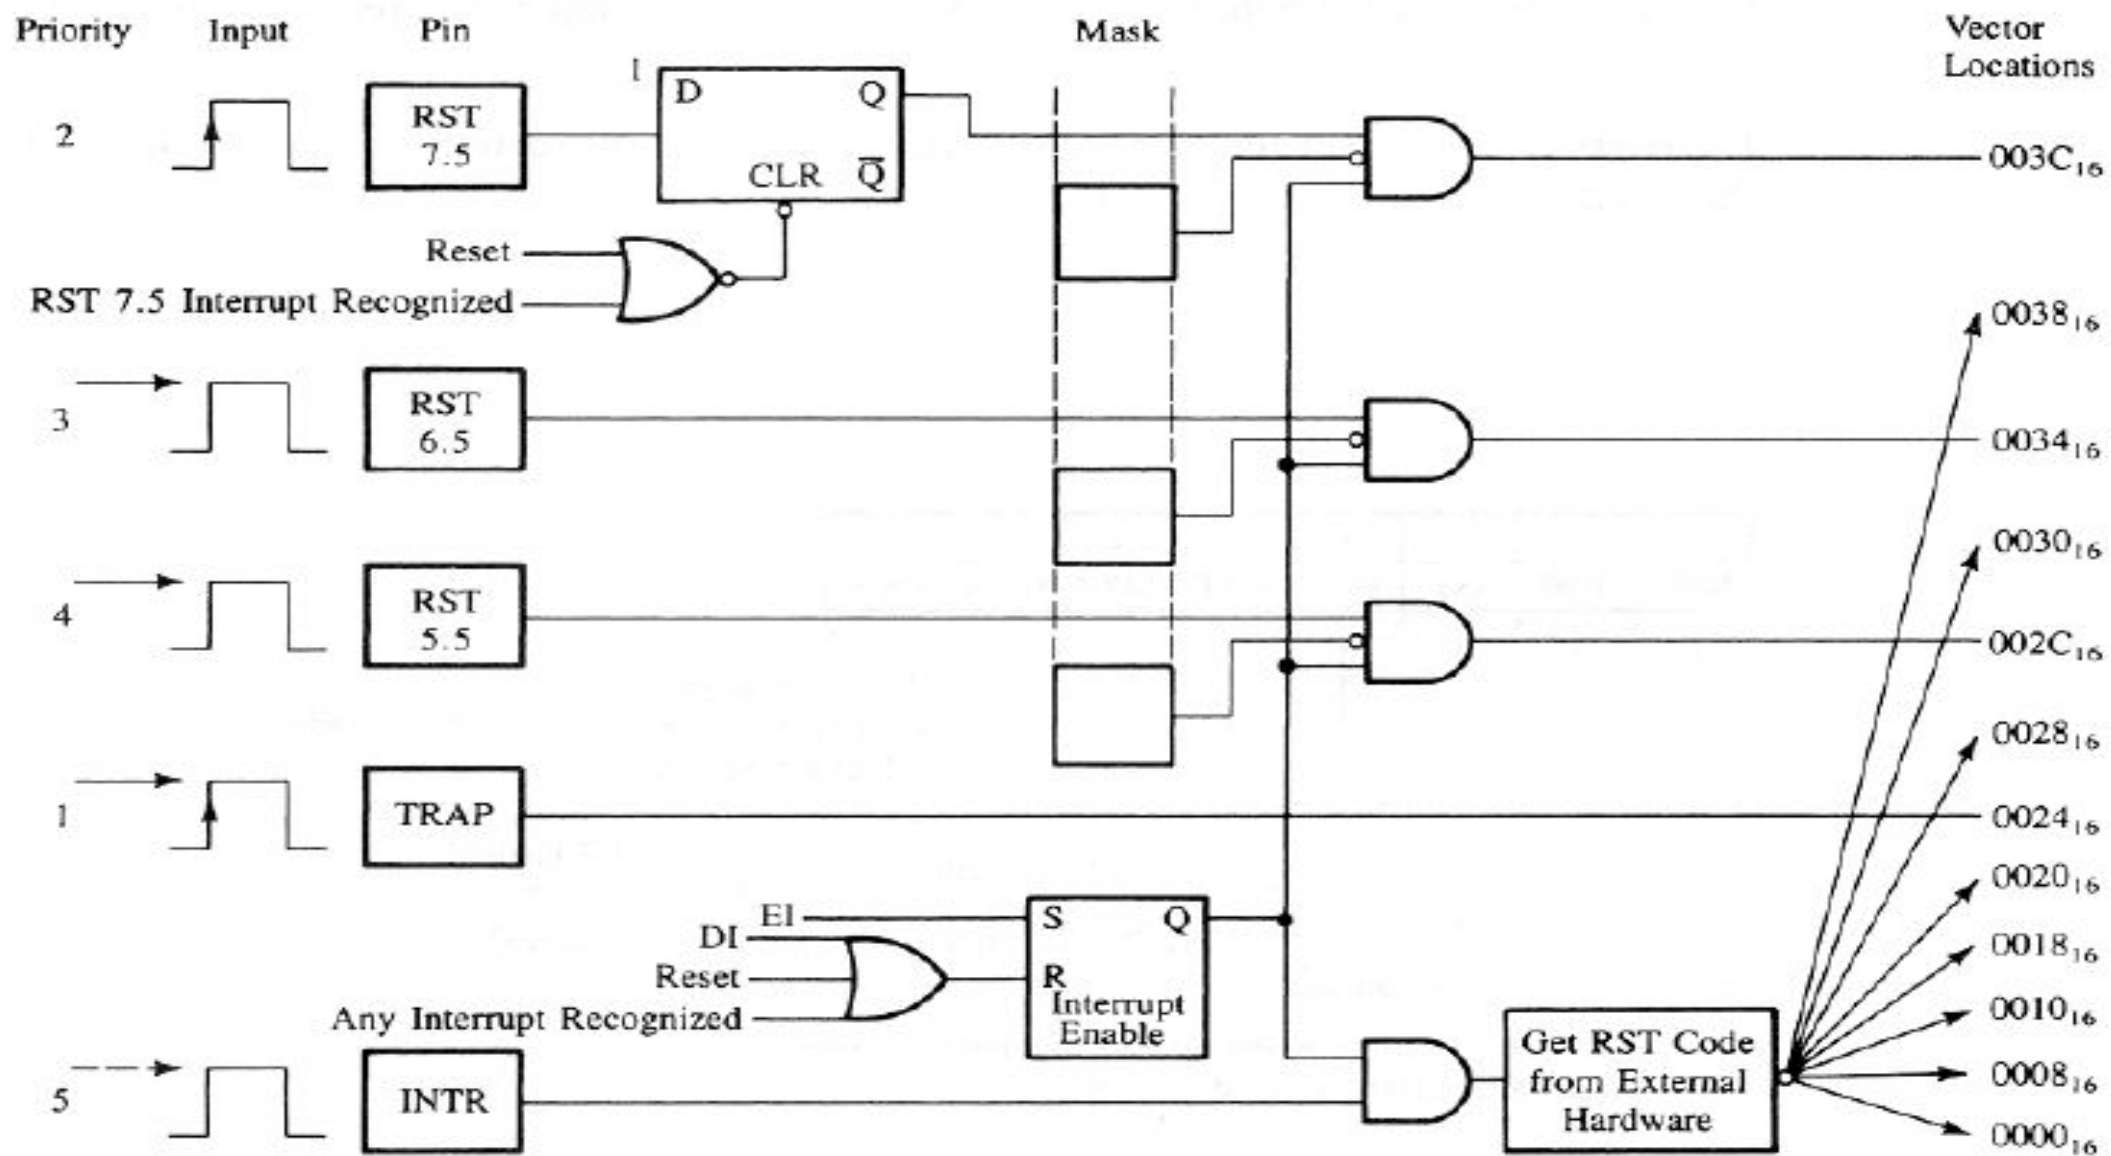 Priority Input Pin Mask Vector Locations
2
RST 7.5
1
D Q
CLR Q̅
003C₁₆
Reset
RST 7.5 Interrupt Recognized
0038₁₆
3
RST 6.5
0034₁₆
0030₁₆
4
RST 5.5
002C₁₆
0028₁₆
1
TRAP
0024₁₆
0020₁₆
EI
S Q
DI
0018₁₆
Reset
R
Interrupt Enable
Any Interrupt Recognized
0010₁₆
5
INTR
Get RST Code
from External
Hardware
0008₁₆
0000₁₆